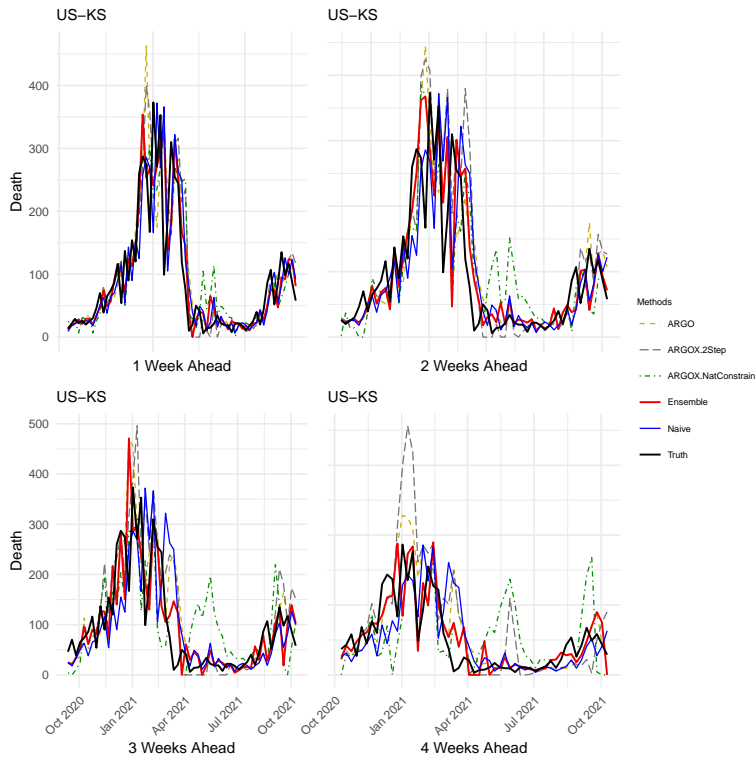 US−KS
US−KS
Death
400
300
200
100
0
1 Week Ahead
2 Weeks Ahead
Methods
ARGO
ARGOX.2Step
ARGOX.NatConstrain
Ensemble
Naive
Truth
US−KS
US−KS
Death
500
400
300
200
100
0
Oct 2020
Jan 2021
Apr 2021
Jul 2021
Oct 2021
Oct 2020
Jan 2021
Apr 2021
Jul 2021
Oct 2021
3 Weeks Ahead
4 Weeks Ahead